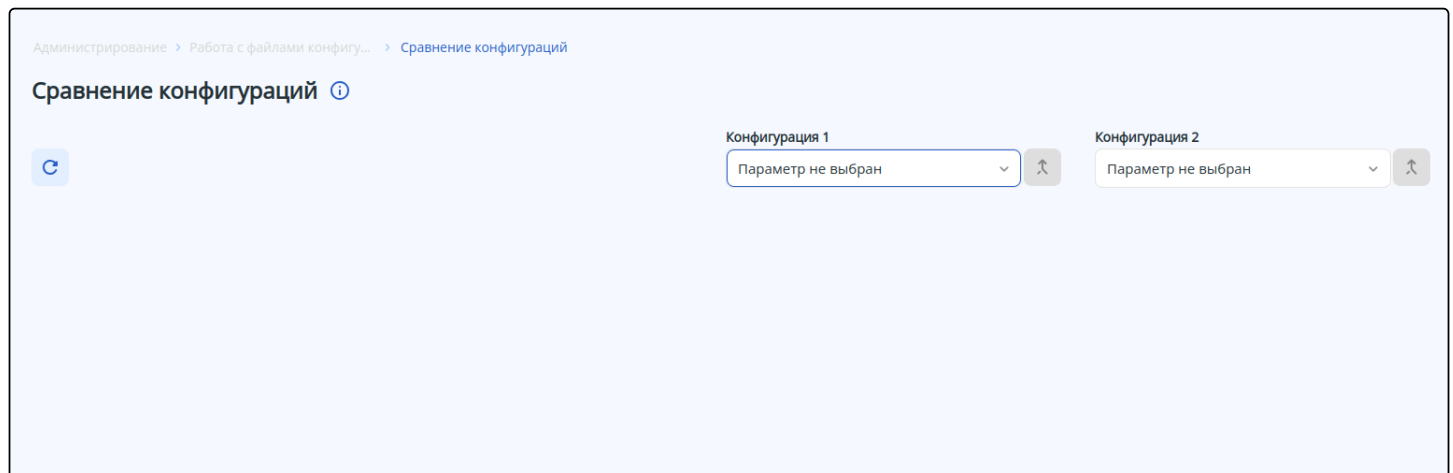 Администрирование › Работа с файлами конфигу... › Сравнение конфигураций
Сравнение конфигураций
Конфигурация 1 Конфигурация 2
Параметр не выбран Параметр не выбран